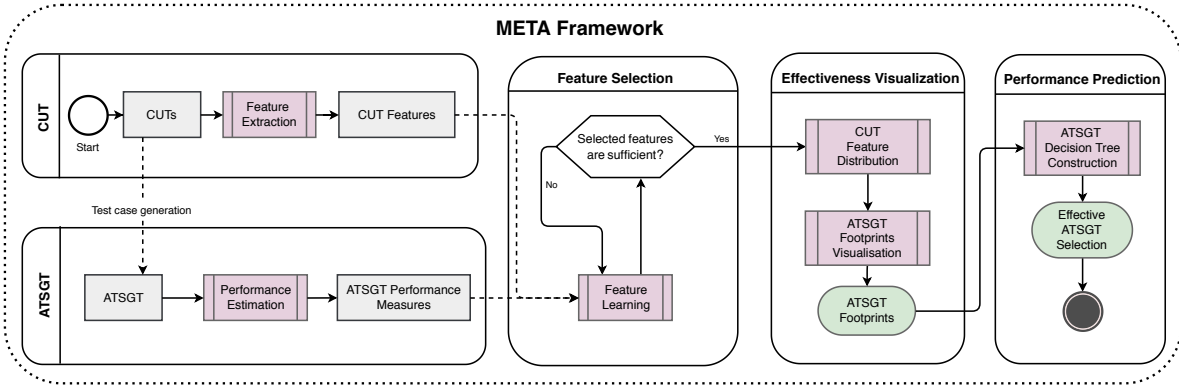 META Framework
CUT
Start
CUTs
Feature
Extraction
CUT Features
Test case generation
ATSGT
ATSGT
Performance
Estimation
ATSGT Performance
Measures
Feature Selection
Selected features
are sufficient?
Yes
No
Feature
Learning
Effectiveness Visualization
CUT
Feature
Distribution
ATSGT
Footprints
Visualisation
ATSGT
Footprints
Performance Prediction
ATSGT
Decision Tree
Construction
Effective
ATSGT
Selection